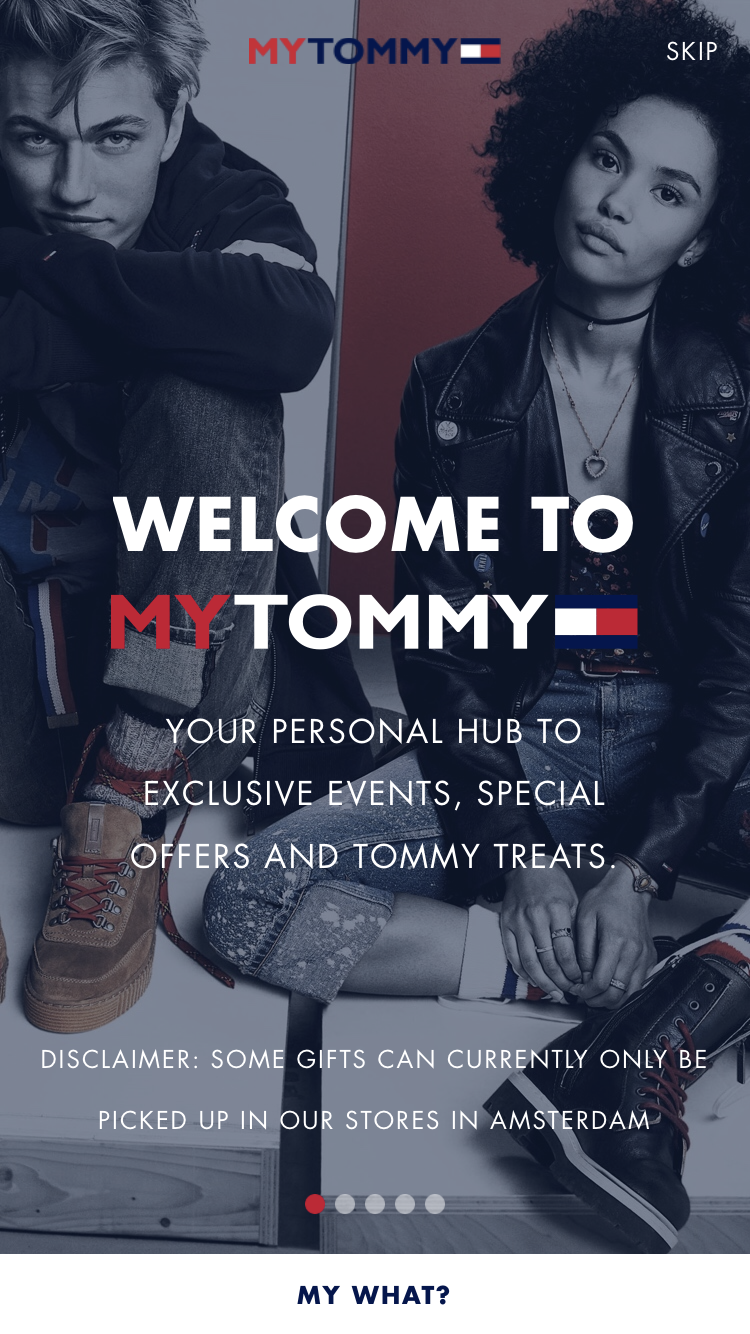 MYTOMMY
SKIP
WELCOME TO
MYTOMMY
YOUR PERSONAL HUB TO
EXCLUSIVE EVENTS, SPECIAL
OFFERS AND TOMMY TREATS.
DISCLAIMER: SOME GIFTS CAN CURRENTLY ONLY BE
PICKED UP IN OUR STORES IN AMSTERDAM
MY WHAT?